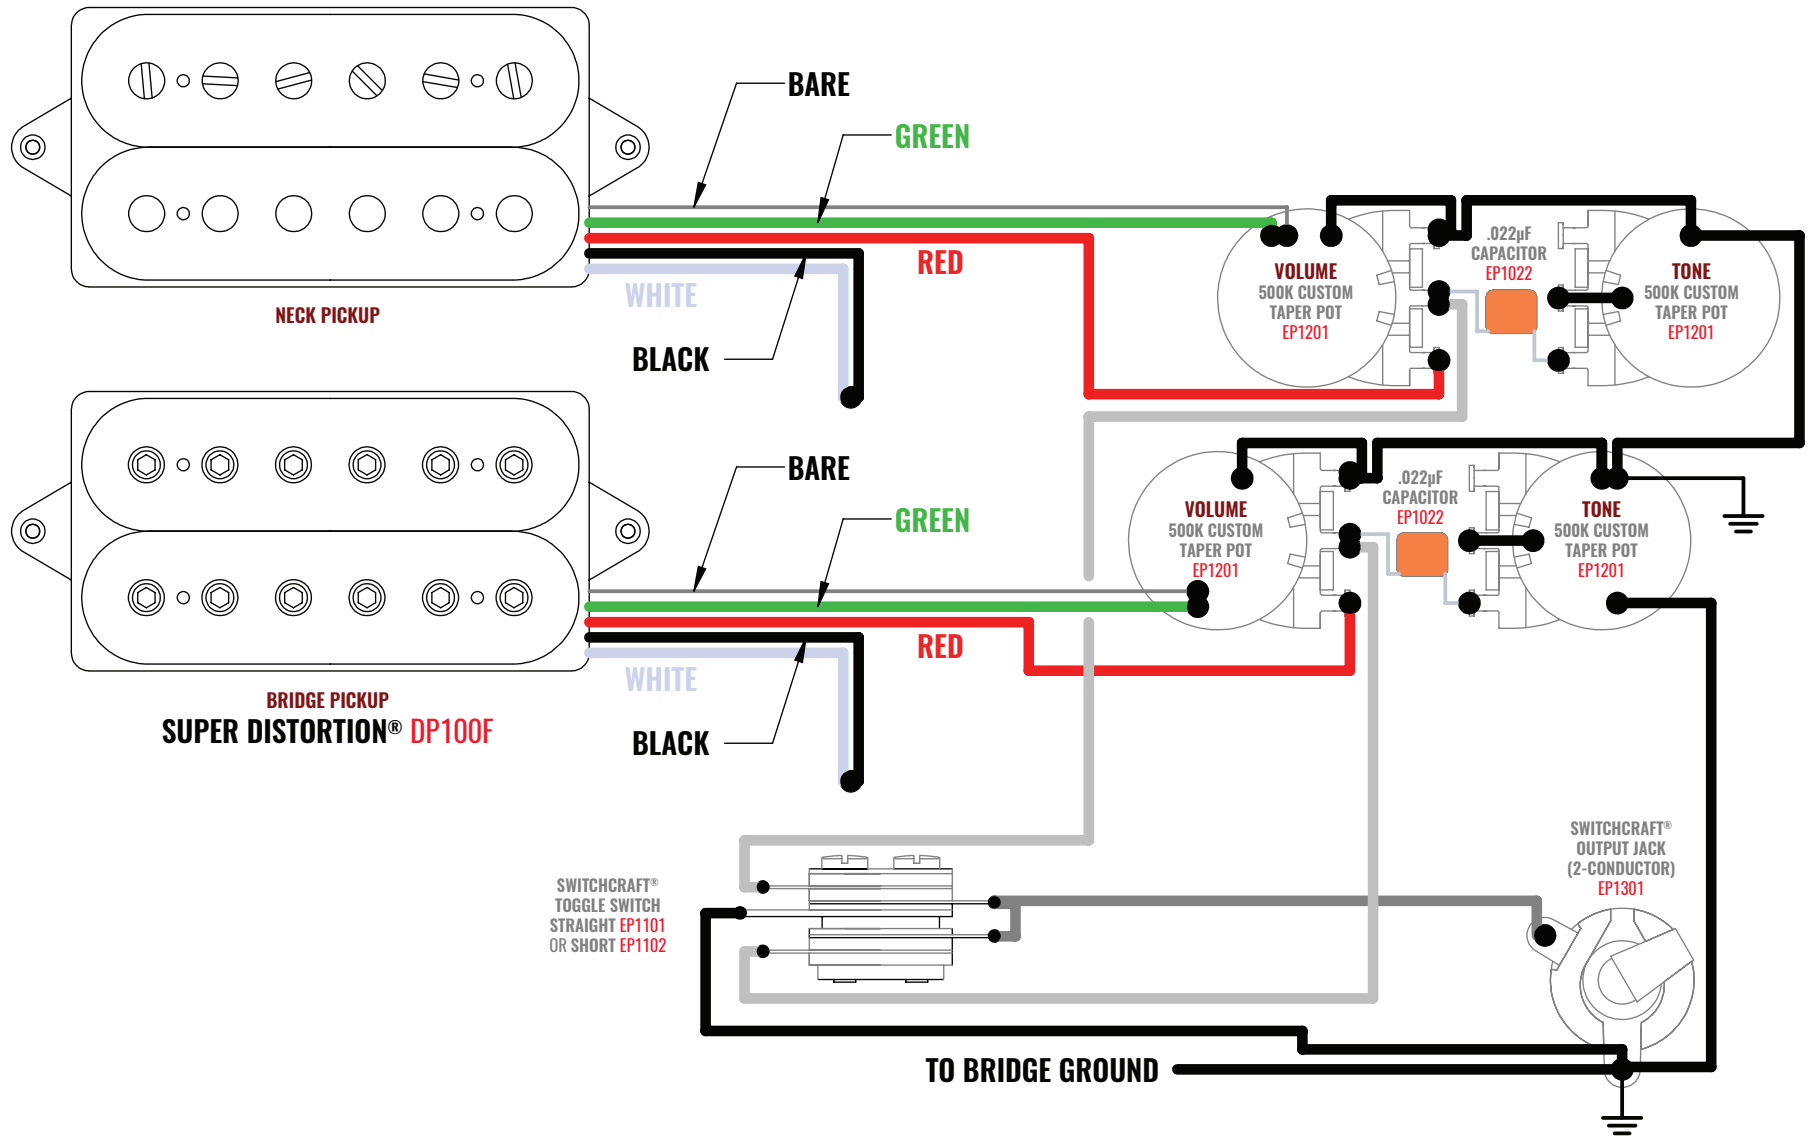 BARE
GREEN
RED
WHITE
BLACK
NECK PICKUP
VOLUME
500K CUSTOM
TAPER POT
EP1201
.022µF
CAPACITOR
EP1022
TONE
500K CUSTOM
TAPER POT
EP1201
BARE
GREEN
RED
WHITE
BLACK
BRIDGE PICKUP
SUPER DISTORTION® DP100F
VOLUME
500K CUSTOM
TAPER POT
EP1201
.022µF
CAPACITOR
EP1022
TONE
500K CUSTOM
TAPER POT
EP1201
SWITCHCRAFT®
TOGGLE SWITCH
STRAIGHT EP1101
OR SHORT EP1102
SWITCHCRAFT®
OUTPUT JACK
(2-CONDUCTOR)
EP1301
TO BRIDGE GROUND